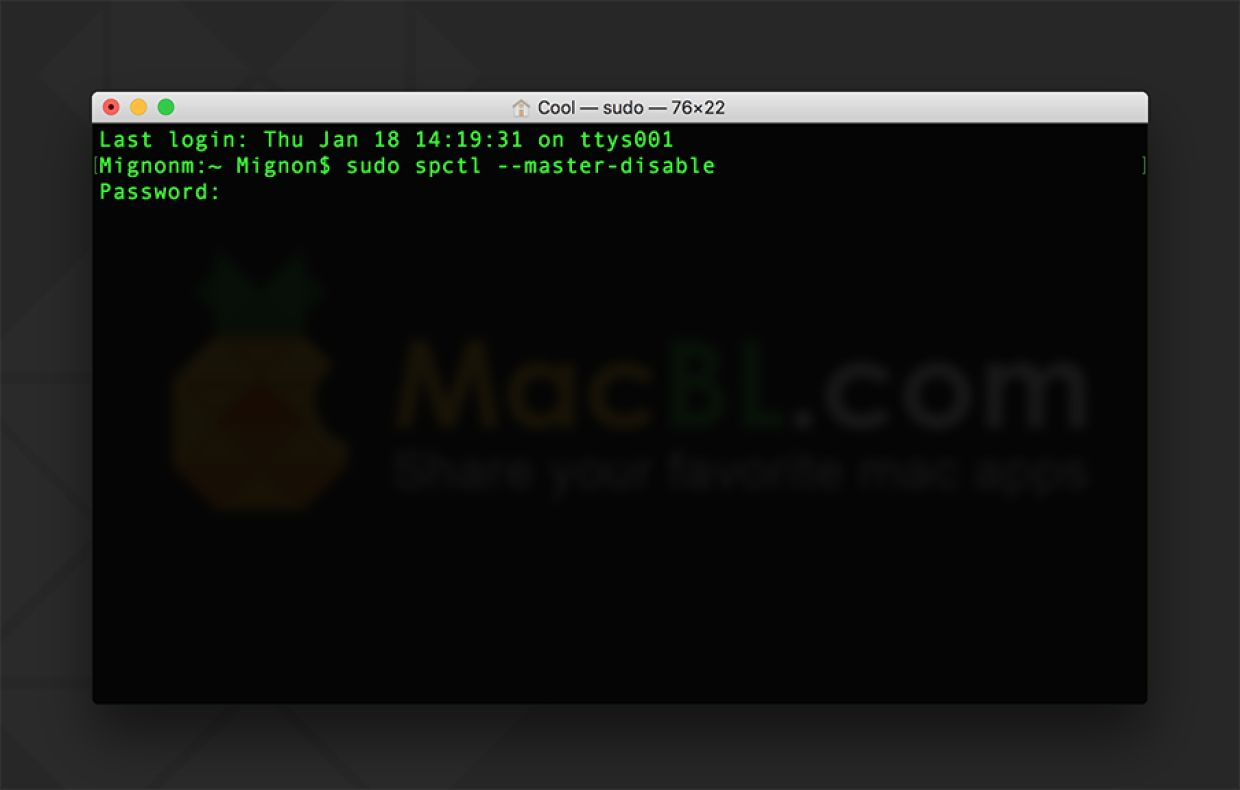 Cool — sudo — 76×22
Last login: Thu Jan 18 14:19:31 on ttys001
[Mignonm:~ Mignon$ sudo spctl --master-disable ]
Password:
MacBL.com
Share your favorite mac apps